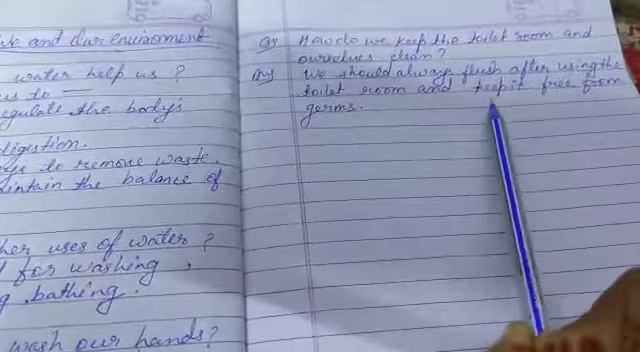 and our environment
water help us?
us to —
regulate the body's
digestion.
to remove waste.
maintain the balance of
her uses of water?
for washing,
bathing.
wash our hands?
Q4 How do we keep the toilet room and
ourselves clean?
Ans We should always flush after using the
toilet room and keep it free from
germs.